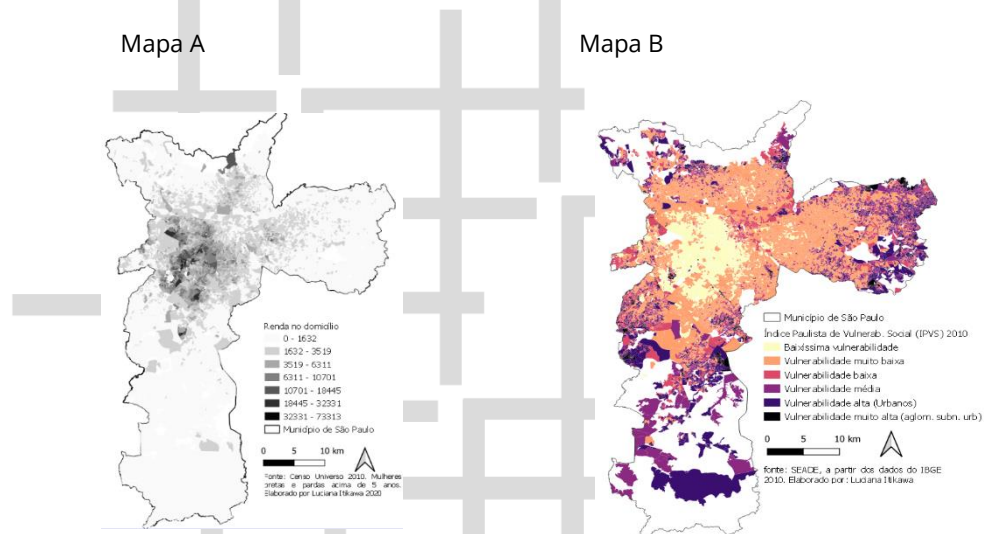 Mapa A
Mapa B
Renda no domicílio
0 - 1632
1632 - 3519
3519 - 6311
6311 - 10701
10701 - 18445
18445 - 32331
32331 - 73313
Município de São Paulo
0 5 10 km
Fonte: Censo Universo 2010. Mulheres
pretas e pardas acima de 5 anos.
Elaborado por Luciana Itikawa 2020
Município de São Paulo
Índice Paulista de Vulnerab. Social (IPVS) 2010
Baixíssima vulnerabilidade
Vulnerabilidade muito baixa
Vulnerabilidade baixa
Vulnerabilidade média
Vulnerabilidade alta (Urbanos)
Vulnerabilidade muito alta (aglom. subn. urb)
0 5 10 km
fonte: SEADE, a partir dos dados do IBGE
2010. Elaborado por: Luciana Itikawa